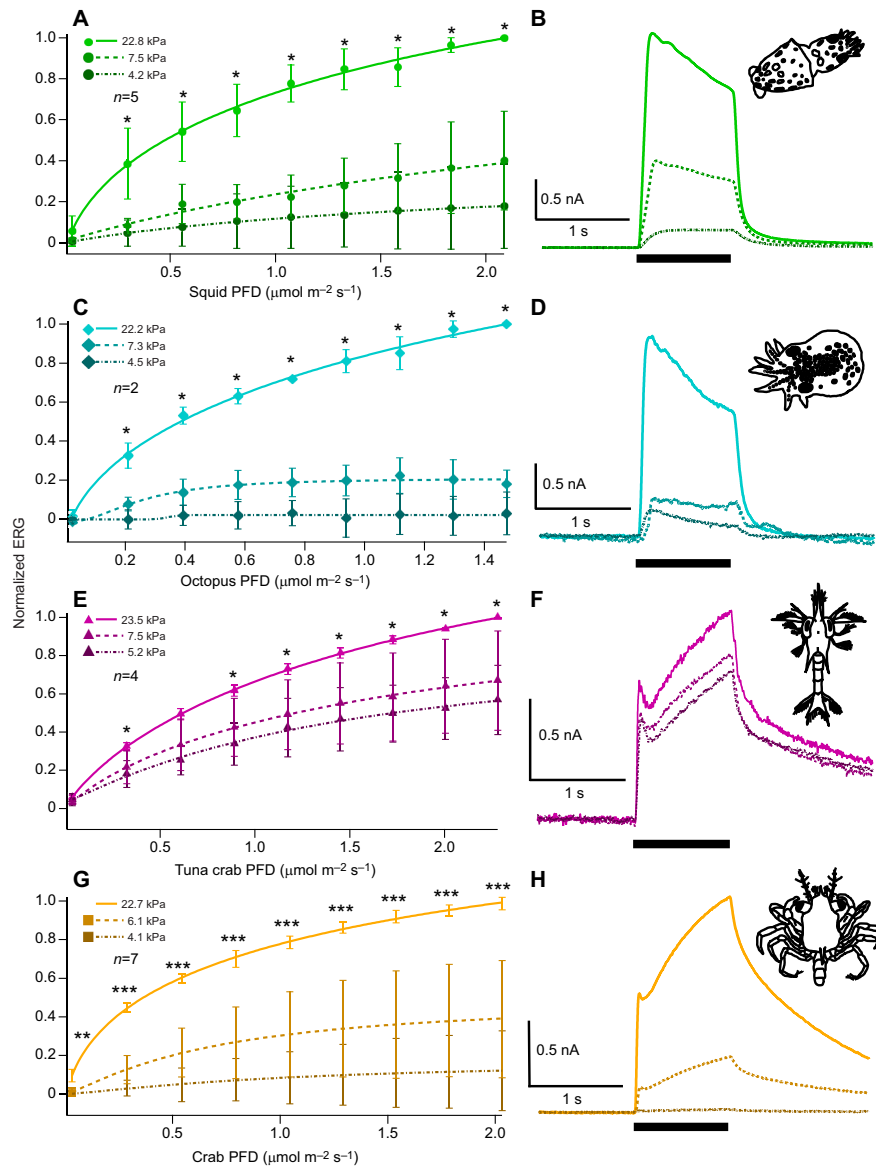 A
22.8 kPa
7.5 kPa
4.2 kPa
n=5
* * * * * * * * *
1.0
0.8
0.6
0.4
0.2
0
0.5 1.0 1.5 2.0
Squid PFD (µmol m–2 s–1)
B
0.5 nA
1 s
C
22.2 kPa
7.3 kPa
4.5 kPa
n=2
* * * * * * * *
1.0
0.8
0.6
0.4
0.2
0
0.2 0.4 0.6 0.8 1.0 1.2 1.4
Octopus PFD (µmol m–2 s–1)
D
0.5 nA
1 s
Normalized ERG
E
23.5 kPa
7.5 kPa
5.2 kPa
n=4
* * * * * * *
1.0
0.8
0.6
0.4
0.2
0
0.5 1.0 1.5 2.0
Tuna crab PFD (µmol m–2 s–1)
F
0.5 nA
1 s
G
22.7 kPa
6.1 kPa
4.1 kPa
n=7
** *** *** *** *** *** *** *** ***
1.0
0.8
0.6
0.4
0.2
0
0.5 1.0 1.5 2.0
Crab PFD (µmol m–2 s–1)
H
0.5 nA
1 s